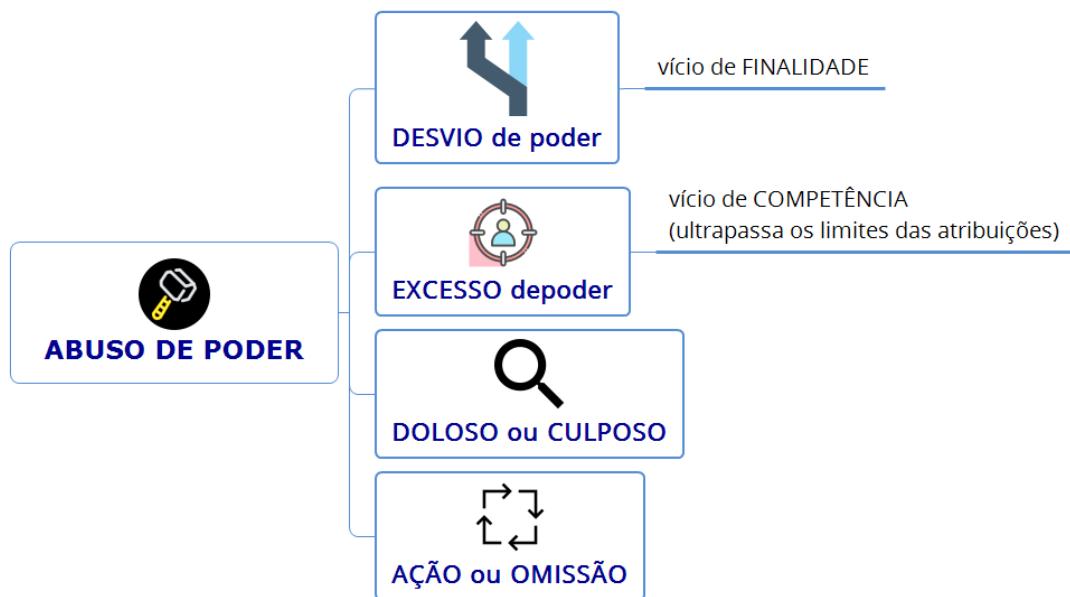 ABUSO DE PODER
DESVIO de poder
vício de FINALIDADE
EXCESSO depoder
vício de COMPETÊNCIA
(ultrapassa os limites das atribuições)
DOLOSO ou CULPOSO
AÇÃO ou OMISSÃO